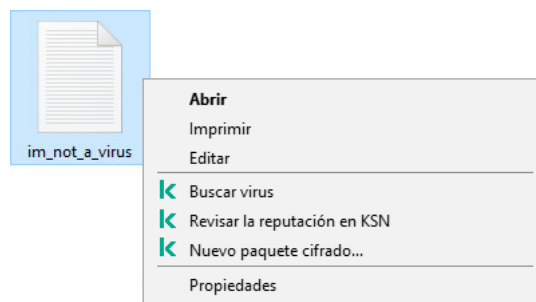 im_not_a_virus
Abrir
Imprimir
Editar
Buscar virus
Revisar la reputación en KSN
Nuevo paquete cifrado...
Propiedades